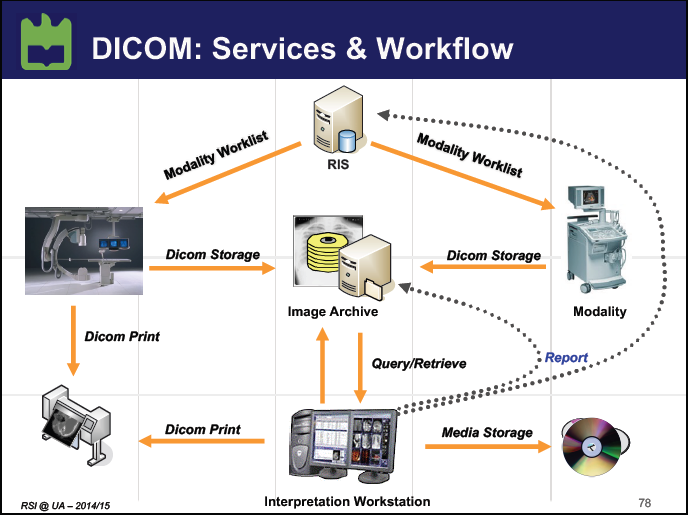 DICOM: Services & Workflow
Modality Worklist
Modality Worklist
RIS
Dicom Storage
Dicom Storage
Image Archive
Modality
Dicom Print
Query/Retrieve
Report
Dicom Print
Media Storage
Interpretation Workstation
RSI @ UA – 2014/15
78